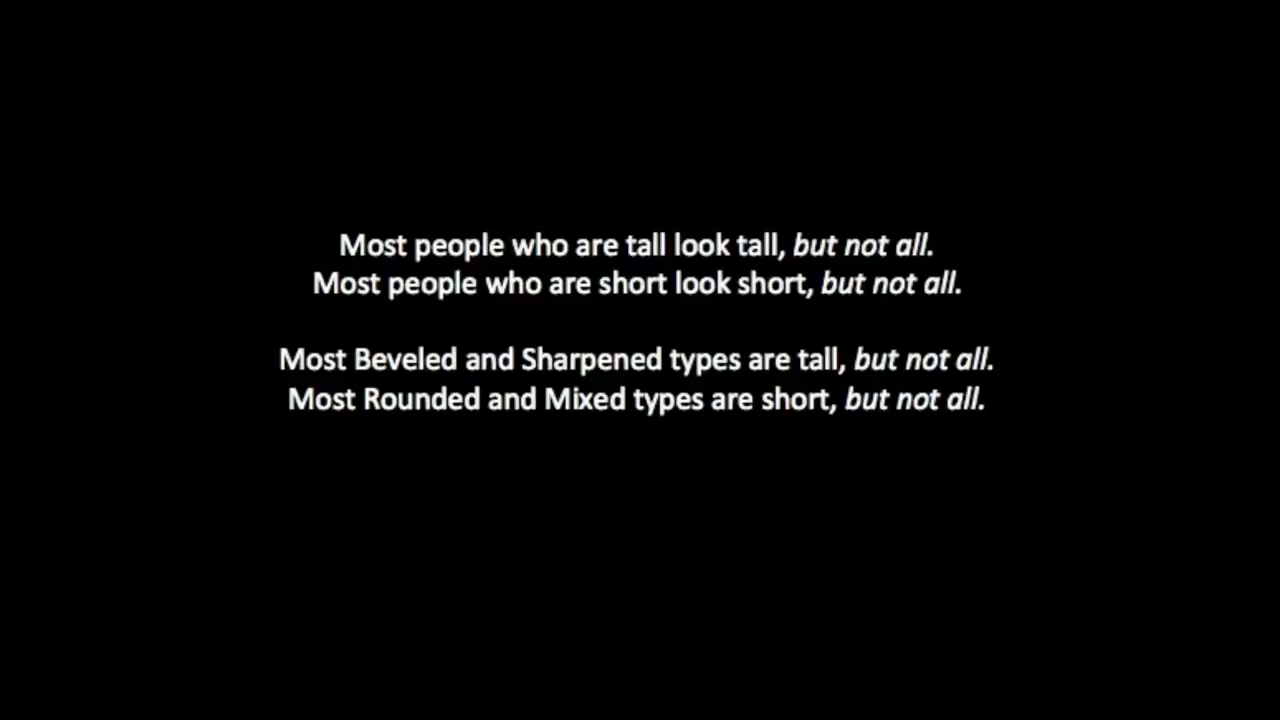 Most people who are tall look tall, but not all.
Most people who are short look short, but not all.
Most Beveled and Sharpened types are tall, but not all.
Most Rounded and Mixed types are short, but not all.